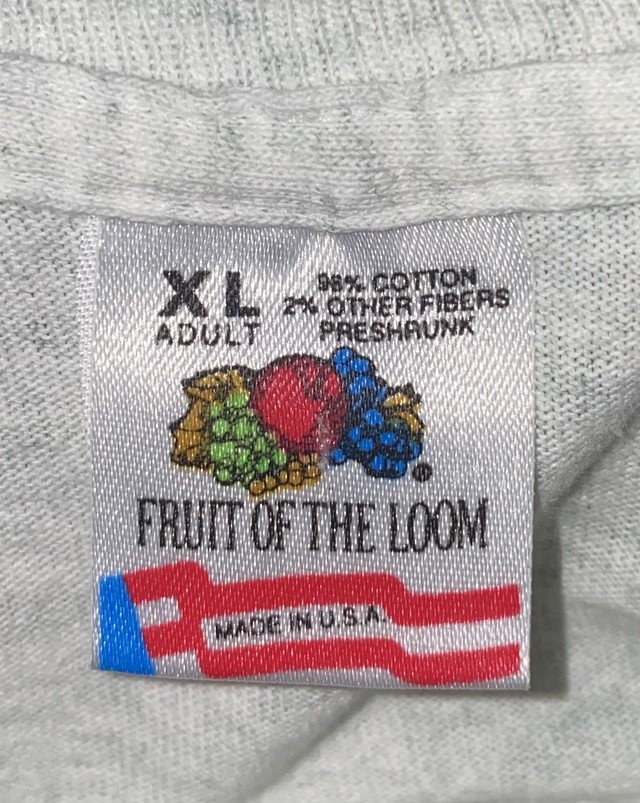 XL
ADULT
98% COTTON
2% OTHER FIBERS
PRESHRUNK
®
FRUIT OF THE LOOM
MADE IN U.S.A.